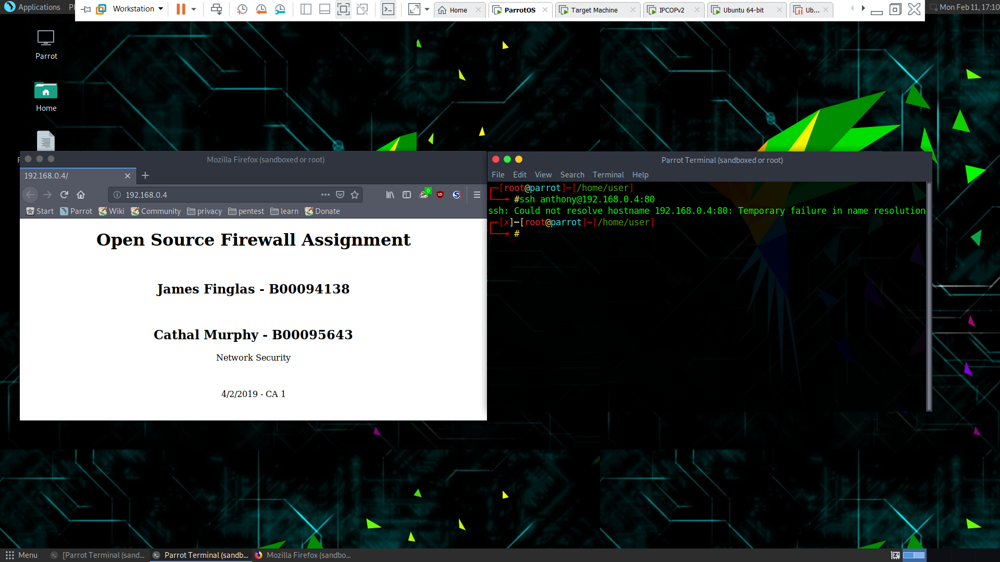 Applications
Workstation
Home
ParrotOS
Target Machine
IPCOPv2
Ubuntu 64-bit
Ub...
Mon Feb 11, 17:10
Parrot
Home
Mozilla Firefox (sandboxed or root)
192.168.0.4/
192.168.0.4
0
Start
Parrot
Wiki
Community
privacy
pentest
learn
Donate
Open Source Firewall Assignment
James Finglas - B00094138
Cathal Murphy - B00095643
Network Security
4/2/2019 - CA 1
Parrot Terminal (sandboxed or root)
File Edit View Search Terminal Help
┌─[root@parrot]─[/home/user]
└──╼ #ssh anthony@192.168.0.4:80
ssh: Could not resolve hostname 192.168.0.4:80: Temporary failure in name resolution
┌─[✗]─[root@parrot]─[/home/user]
└──╼ #
Menu
[Parrot Terminal (sand...
Parrot Terminal (sandb...
Mozilla Firefox (sandbo...